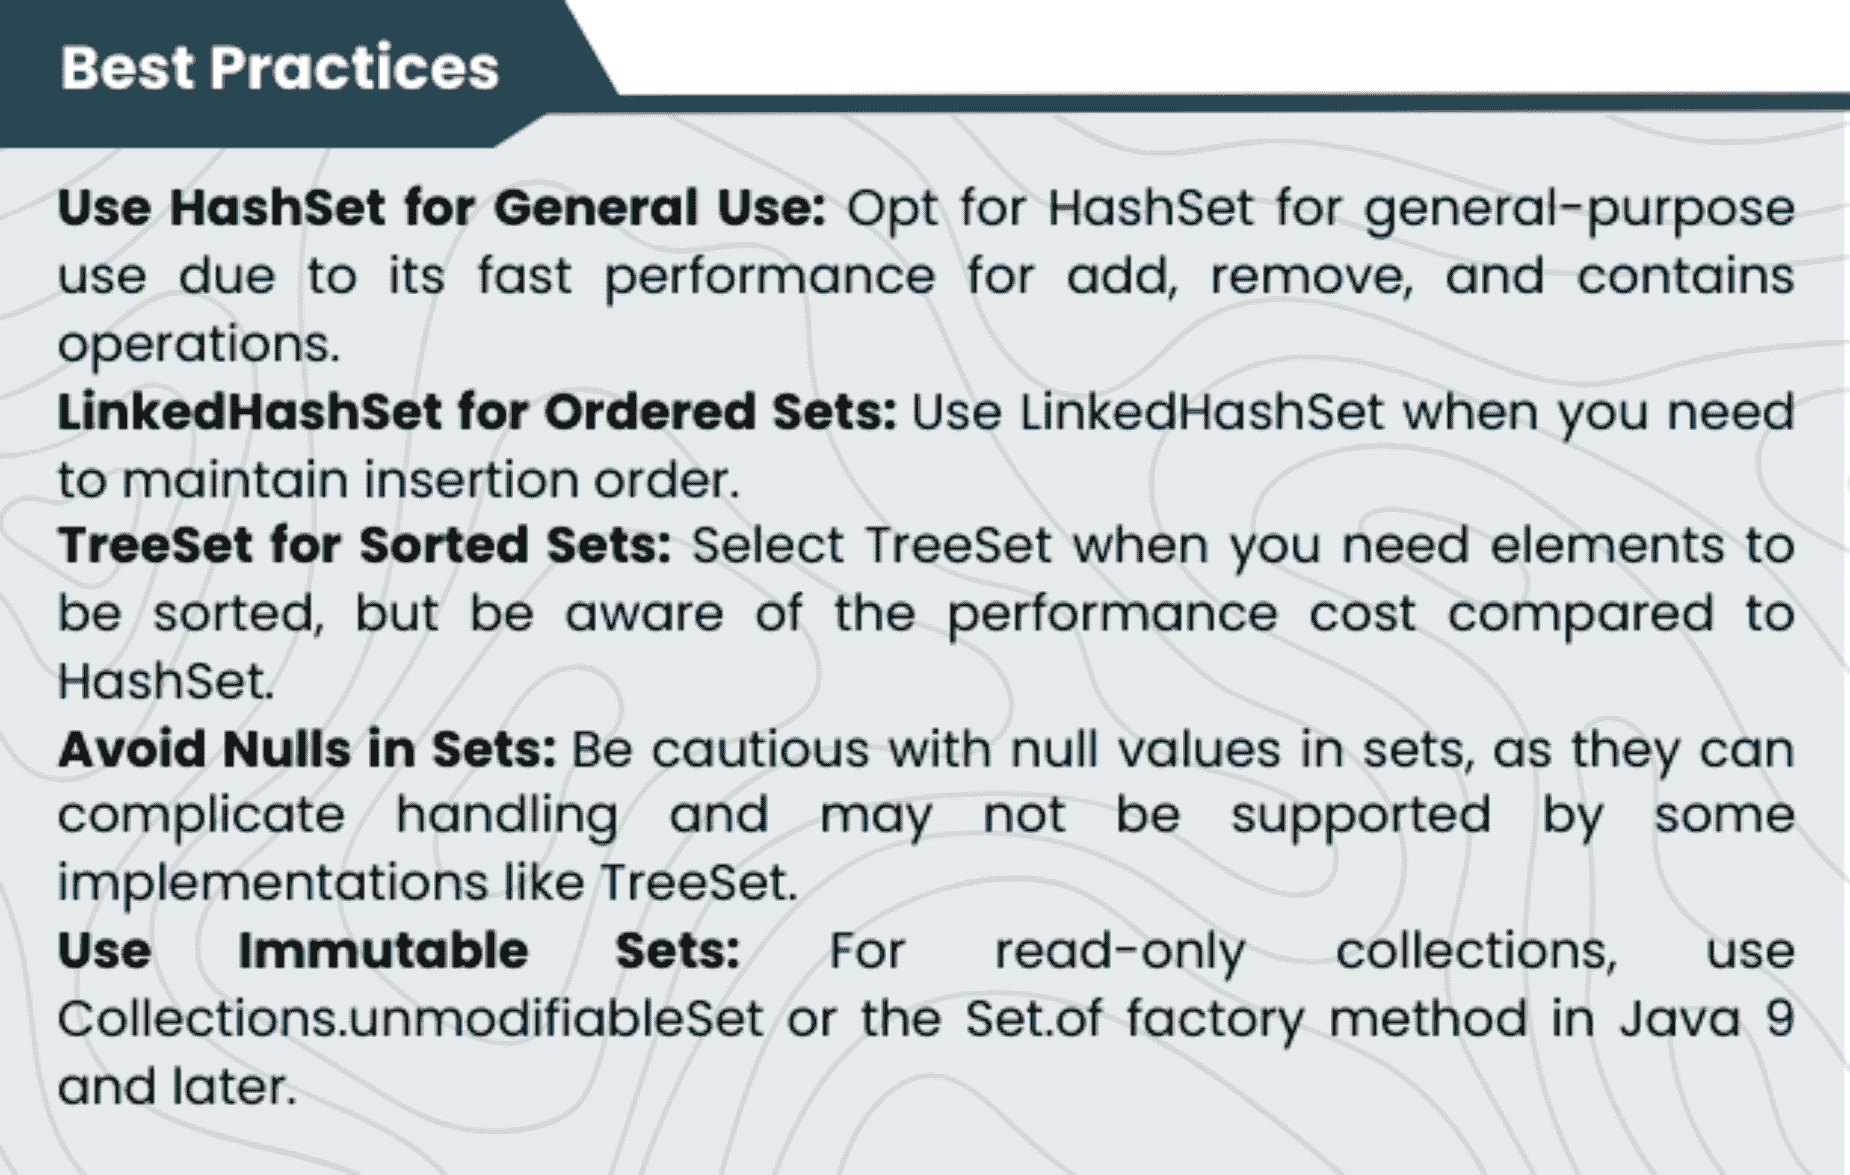 Best Practices
Use HashSet for General Use: Opt for HashSet for general-purpose
use due to its fast performance for add, remove, and contains
operations.
LinkedHashSet for Ordered Sets: Use LinkedHashSet when you need
to maintain insertion order.
TreeSet for Sorted Sets: Select TreeSet when you need elements to
be sorted, but be aware of the performance cost compared to
HashSet.
Avoid Nulls in Sets: Be cautious with null values in sets, as they can
complicate handling and may not be supported by some
implementations like TreeSet.
Use Immutable Sets: For read-only collections, use
Collections.unmodifiableSet or the Set.of factory method in Java 9
and later.